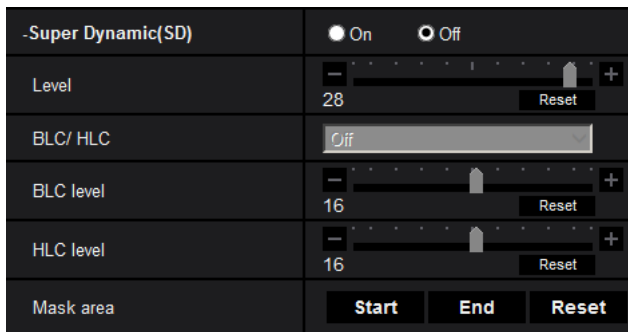 -Super Dynamic(SD) On Off
Level
28 Reset
BLC/ HLC Off
BLC level
16 Reset
HLC level
16 Reset
Mask area Start End Reset